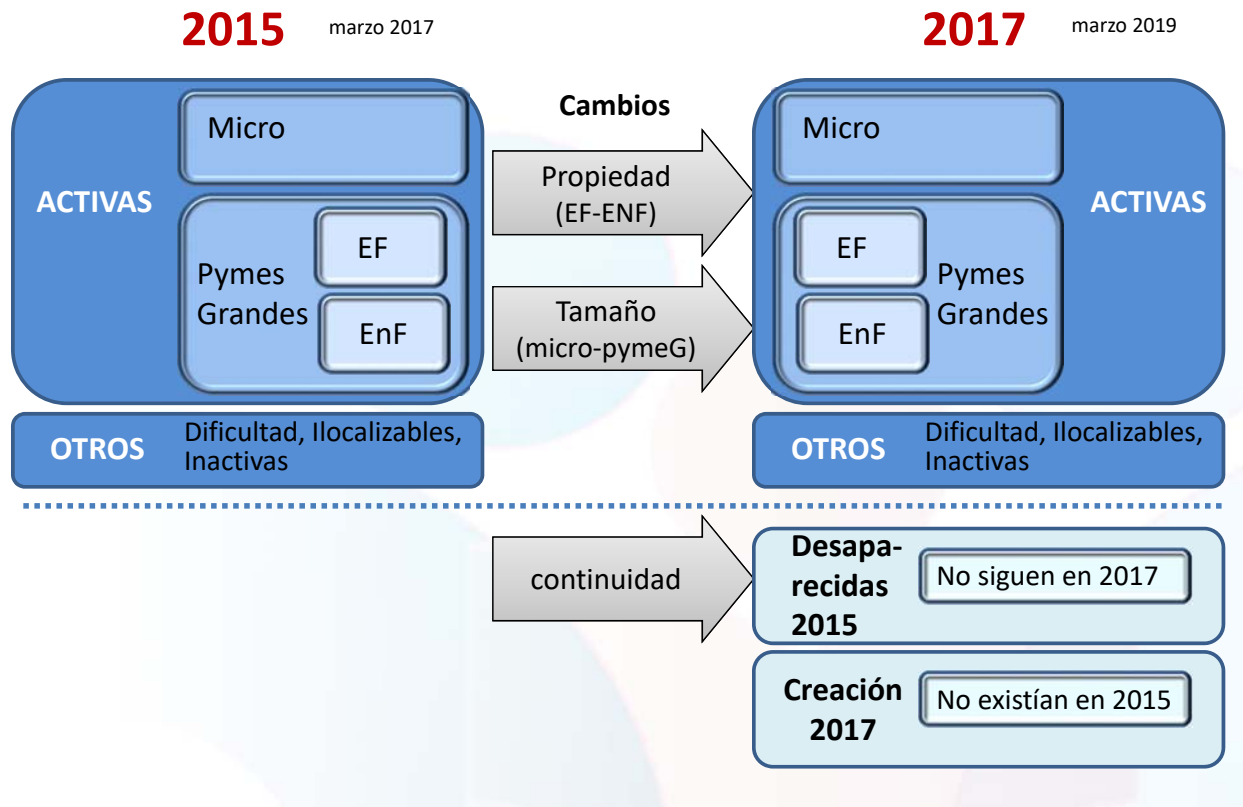 2015 marzo 2017
ACTIVAS
Micro
Pymes
Grandes
EF
EnF
OTROS
Dificultad, Ilocalizables,
Inactivas
Cambios
Propiedad
(EF-ENF)
Tamaño
(micro-pymeG)
2017 marzo 2019
Micro
ACTIVAS
EF
EnF
Pymes
Grandes
OTROS
Dificultad, Ilocalizables,
Inactivas
continuidad
Desapa-
recidas
2015
No siguen en 2017
Creación
2017
No existían en 2015